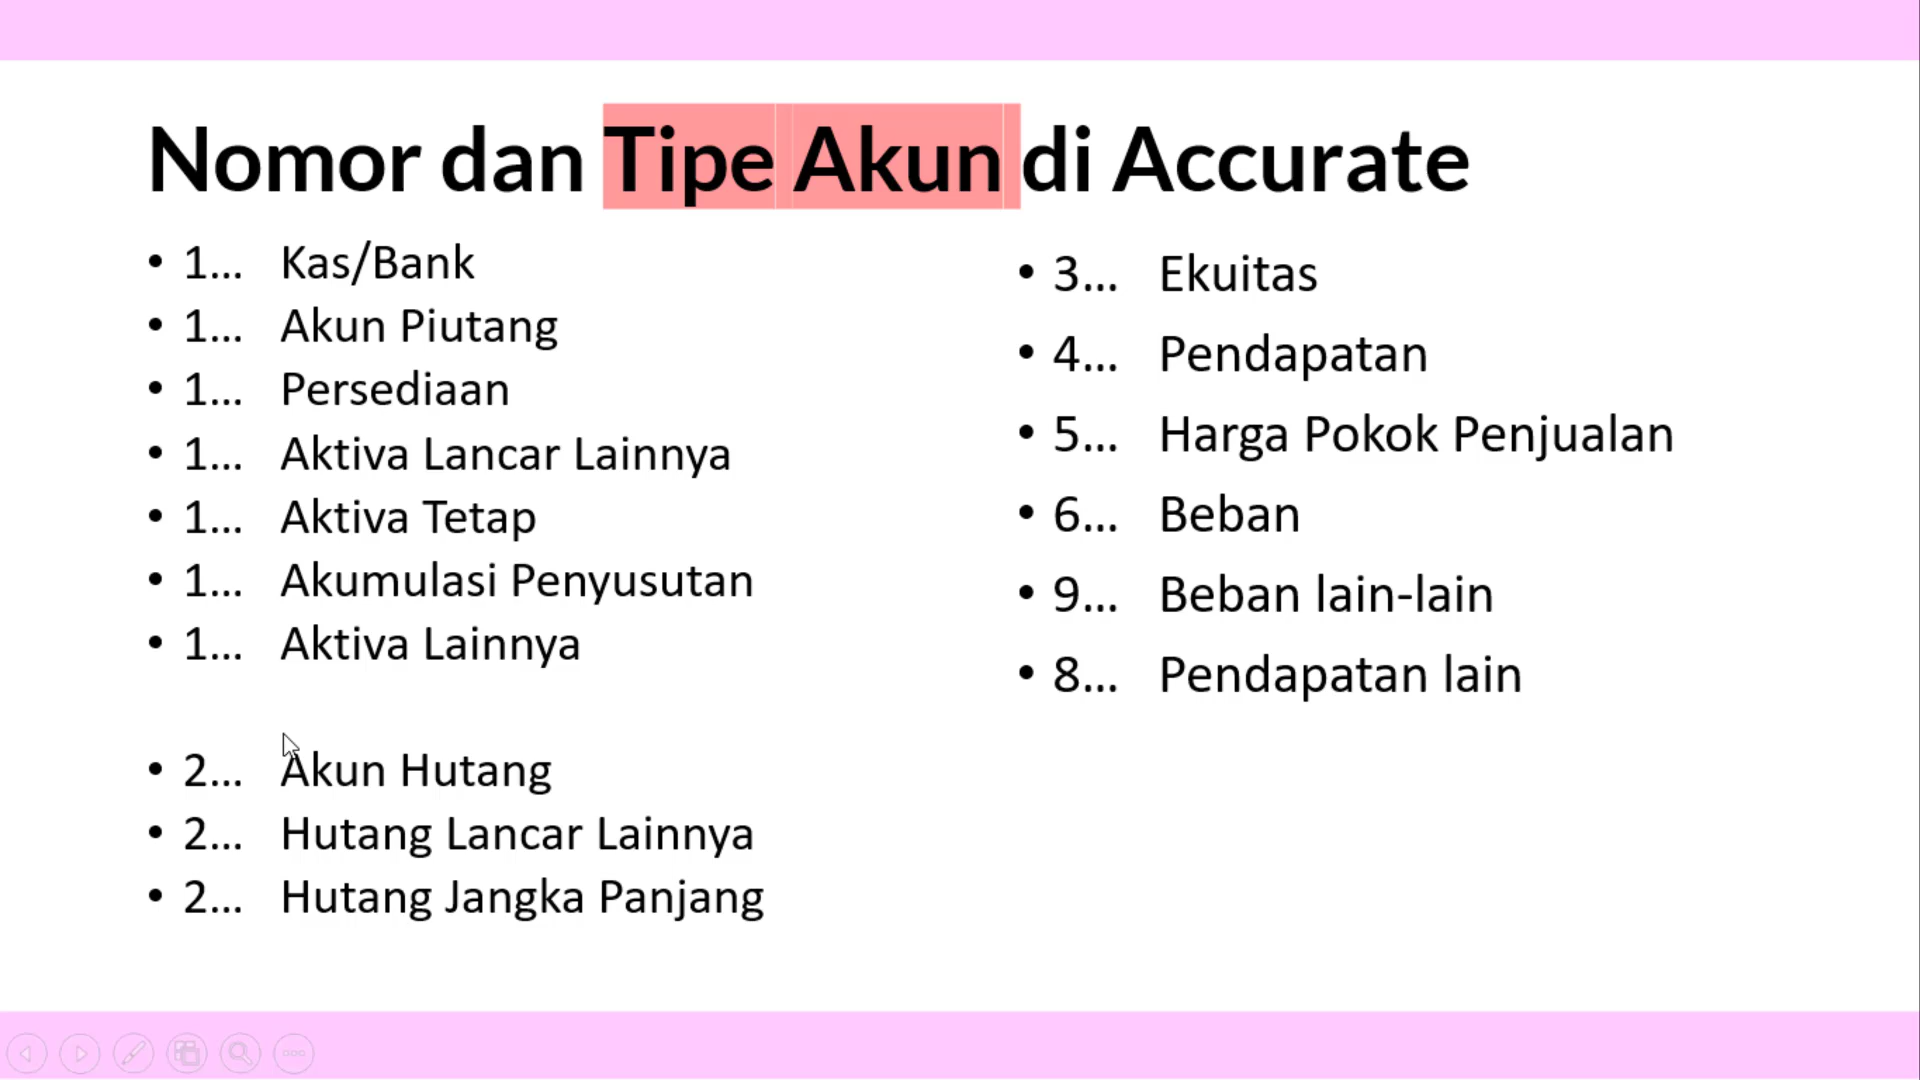 Nomor dan Tipe Akun di Accurate
• 1... Kas/Bank
• 1... Akun Piutang
• 1... Persediaan
• 1... Aktiva Lancar Lainnya
• 1... Aktiva Tetap
• 1... Akumulasi Penyusutan
• 1... Aktiva Lainnya
• 2... Akun Hutang
• 2... Hutang Lancar Lainnya
• 2... Hutang Jangka Panjang
• 3... Ekuitas
• 4... Pendapatan
• 5... Harga Pokok Penjualan
• 6... Beban
• 9... Beban lain-lain
• 8... Pendapatan lain